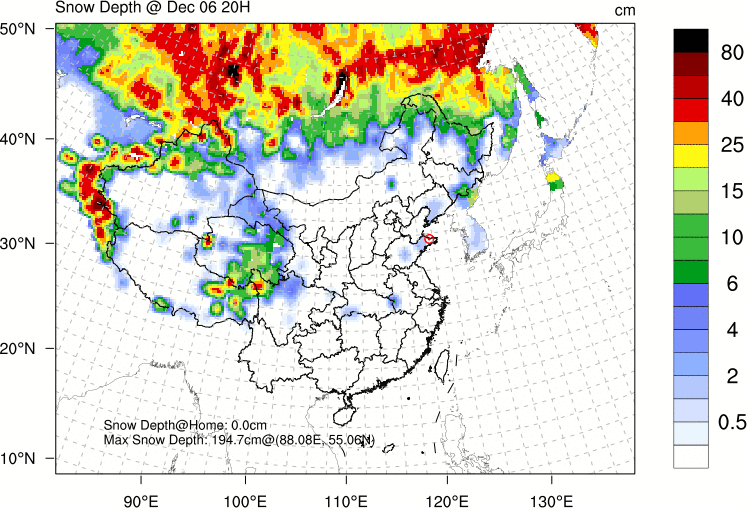 Snow Depth @ Dec 06 20H
cm
50°N
40°N
30°N
20°N
10°N
90°E
100°E
110°E
120°E
130°E
Snow Depth@Home: 0.0cm
Max Snow Depth: 194.7cm@(88.08E, 55.06N)
80
40
25
15
10
6
4
2
0.5